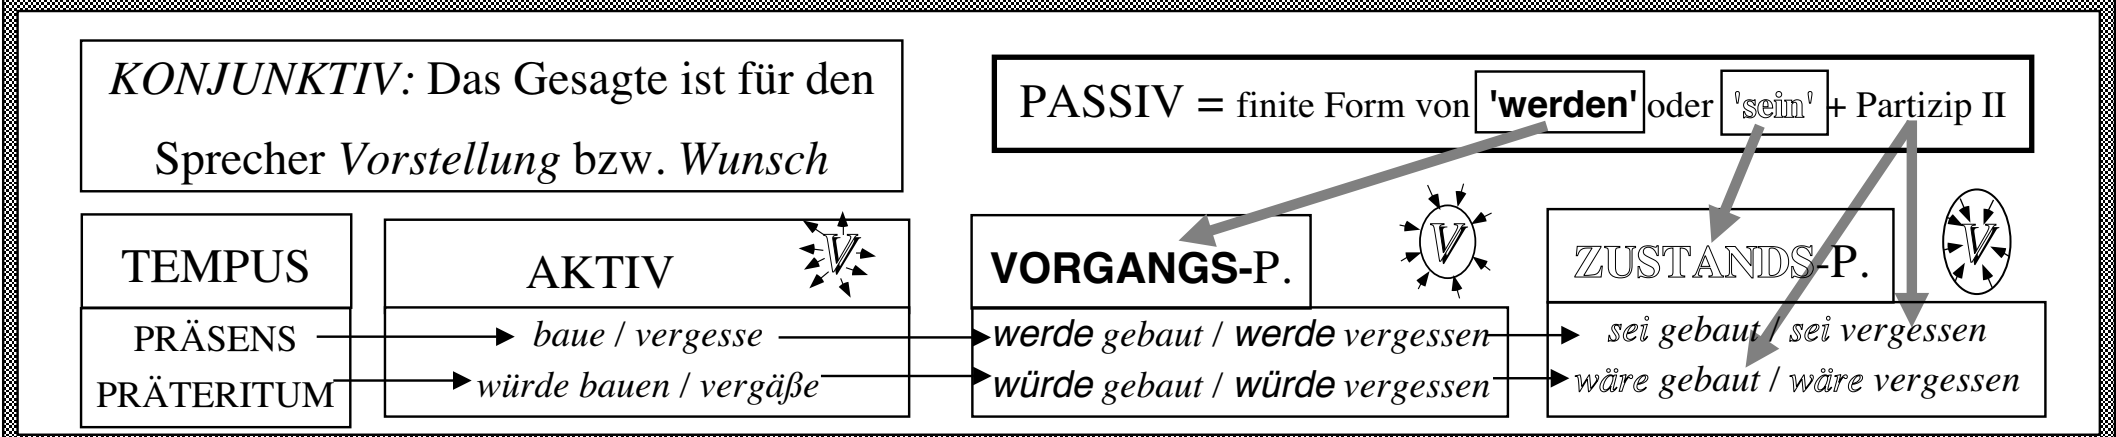 KONJUNKTIV: Das Gesagte ist für den
Sprecher Vorstellung bzw. Wunsch
PASSIV = finite Form von 'werden' oder 'sein' + Partizip II
TEMPUS
AKTIV
V
VORGANGS-P.
V
ZUSTANDS-P.
V
PRÄSENS
baue / vergesse
werde gebaut / werde vergessen
sei gebaut / sei vergessen
PRÄTERITUM
würde bauen / vergäße
würde gebaut / würde vergessen
wäre gebaut / wäre vergessen